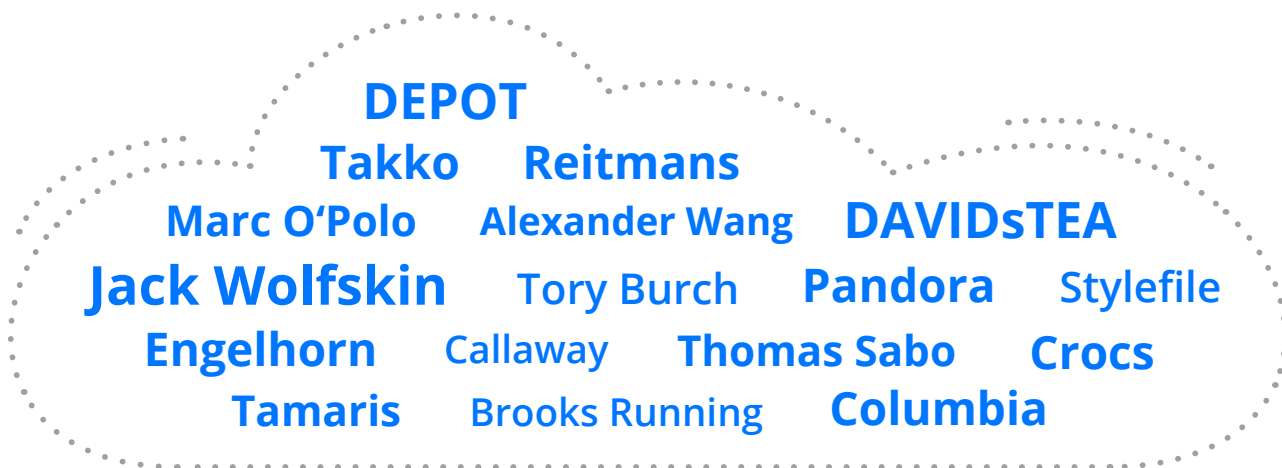 DEPOT
Takko Reitmans
Marc O‘Polo Alexander Wang DAVIDsTEA
Jack Wolfskin Tory Burch Pandora Stylefile
Engelhorn Callaway Thomas Sabo Crocs
Tamaris Brooks Running Columbia